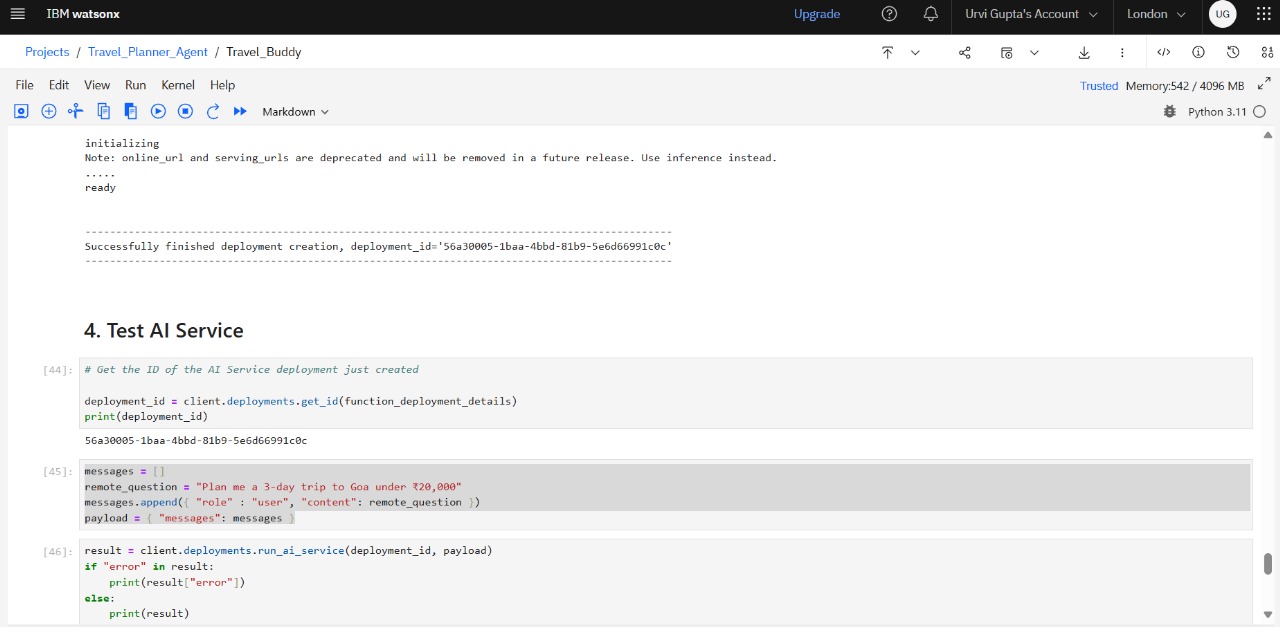 IBM watsonx
Upgrade
Urvi Gupta's Account
London
UG
Projects / Travel_Planner_Agent / Travel_Buddy
File Edit View Run Kernel Help
Trusted Memory:542 / 4096 MB
Markdown
Python 3.11
initializing
Note: online_url and serving_urls are deprecated and will be removed in a future release. Use inference instead.
.....
ready
-----------------------------------------------------------------------------------------------
Successfully finished deployment creation, deployment_id='56a30005-1baa-4bbd-81b9-5e6d66991c0c'
-----------------------------------------------------------------------------------------------
4. Test AI Service
[44]: # Get the ID of the AI Service deployment just created
deployment_id = client.deployments.get_id(function_deployment_details)
print(deployment_id)
56a30005-1baa-4bbd-81b9-5e6d66991c0c
[45]: messages = []
remote_question = "Plan me a 3-day trip to Goa under ₹20,000"
messages.append({ "role" : "user", "content": remote_question })
payload = { "messages": messages }
[46]: result = client.deployments.run_ai_service(deployment_id, payload)
if "error" in result:
    print(result["error"])
else:
    print(result)